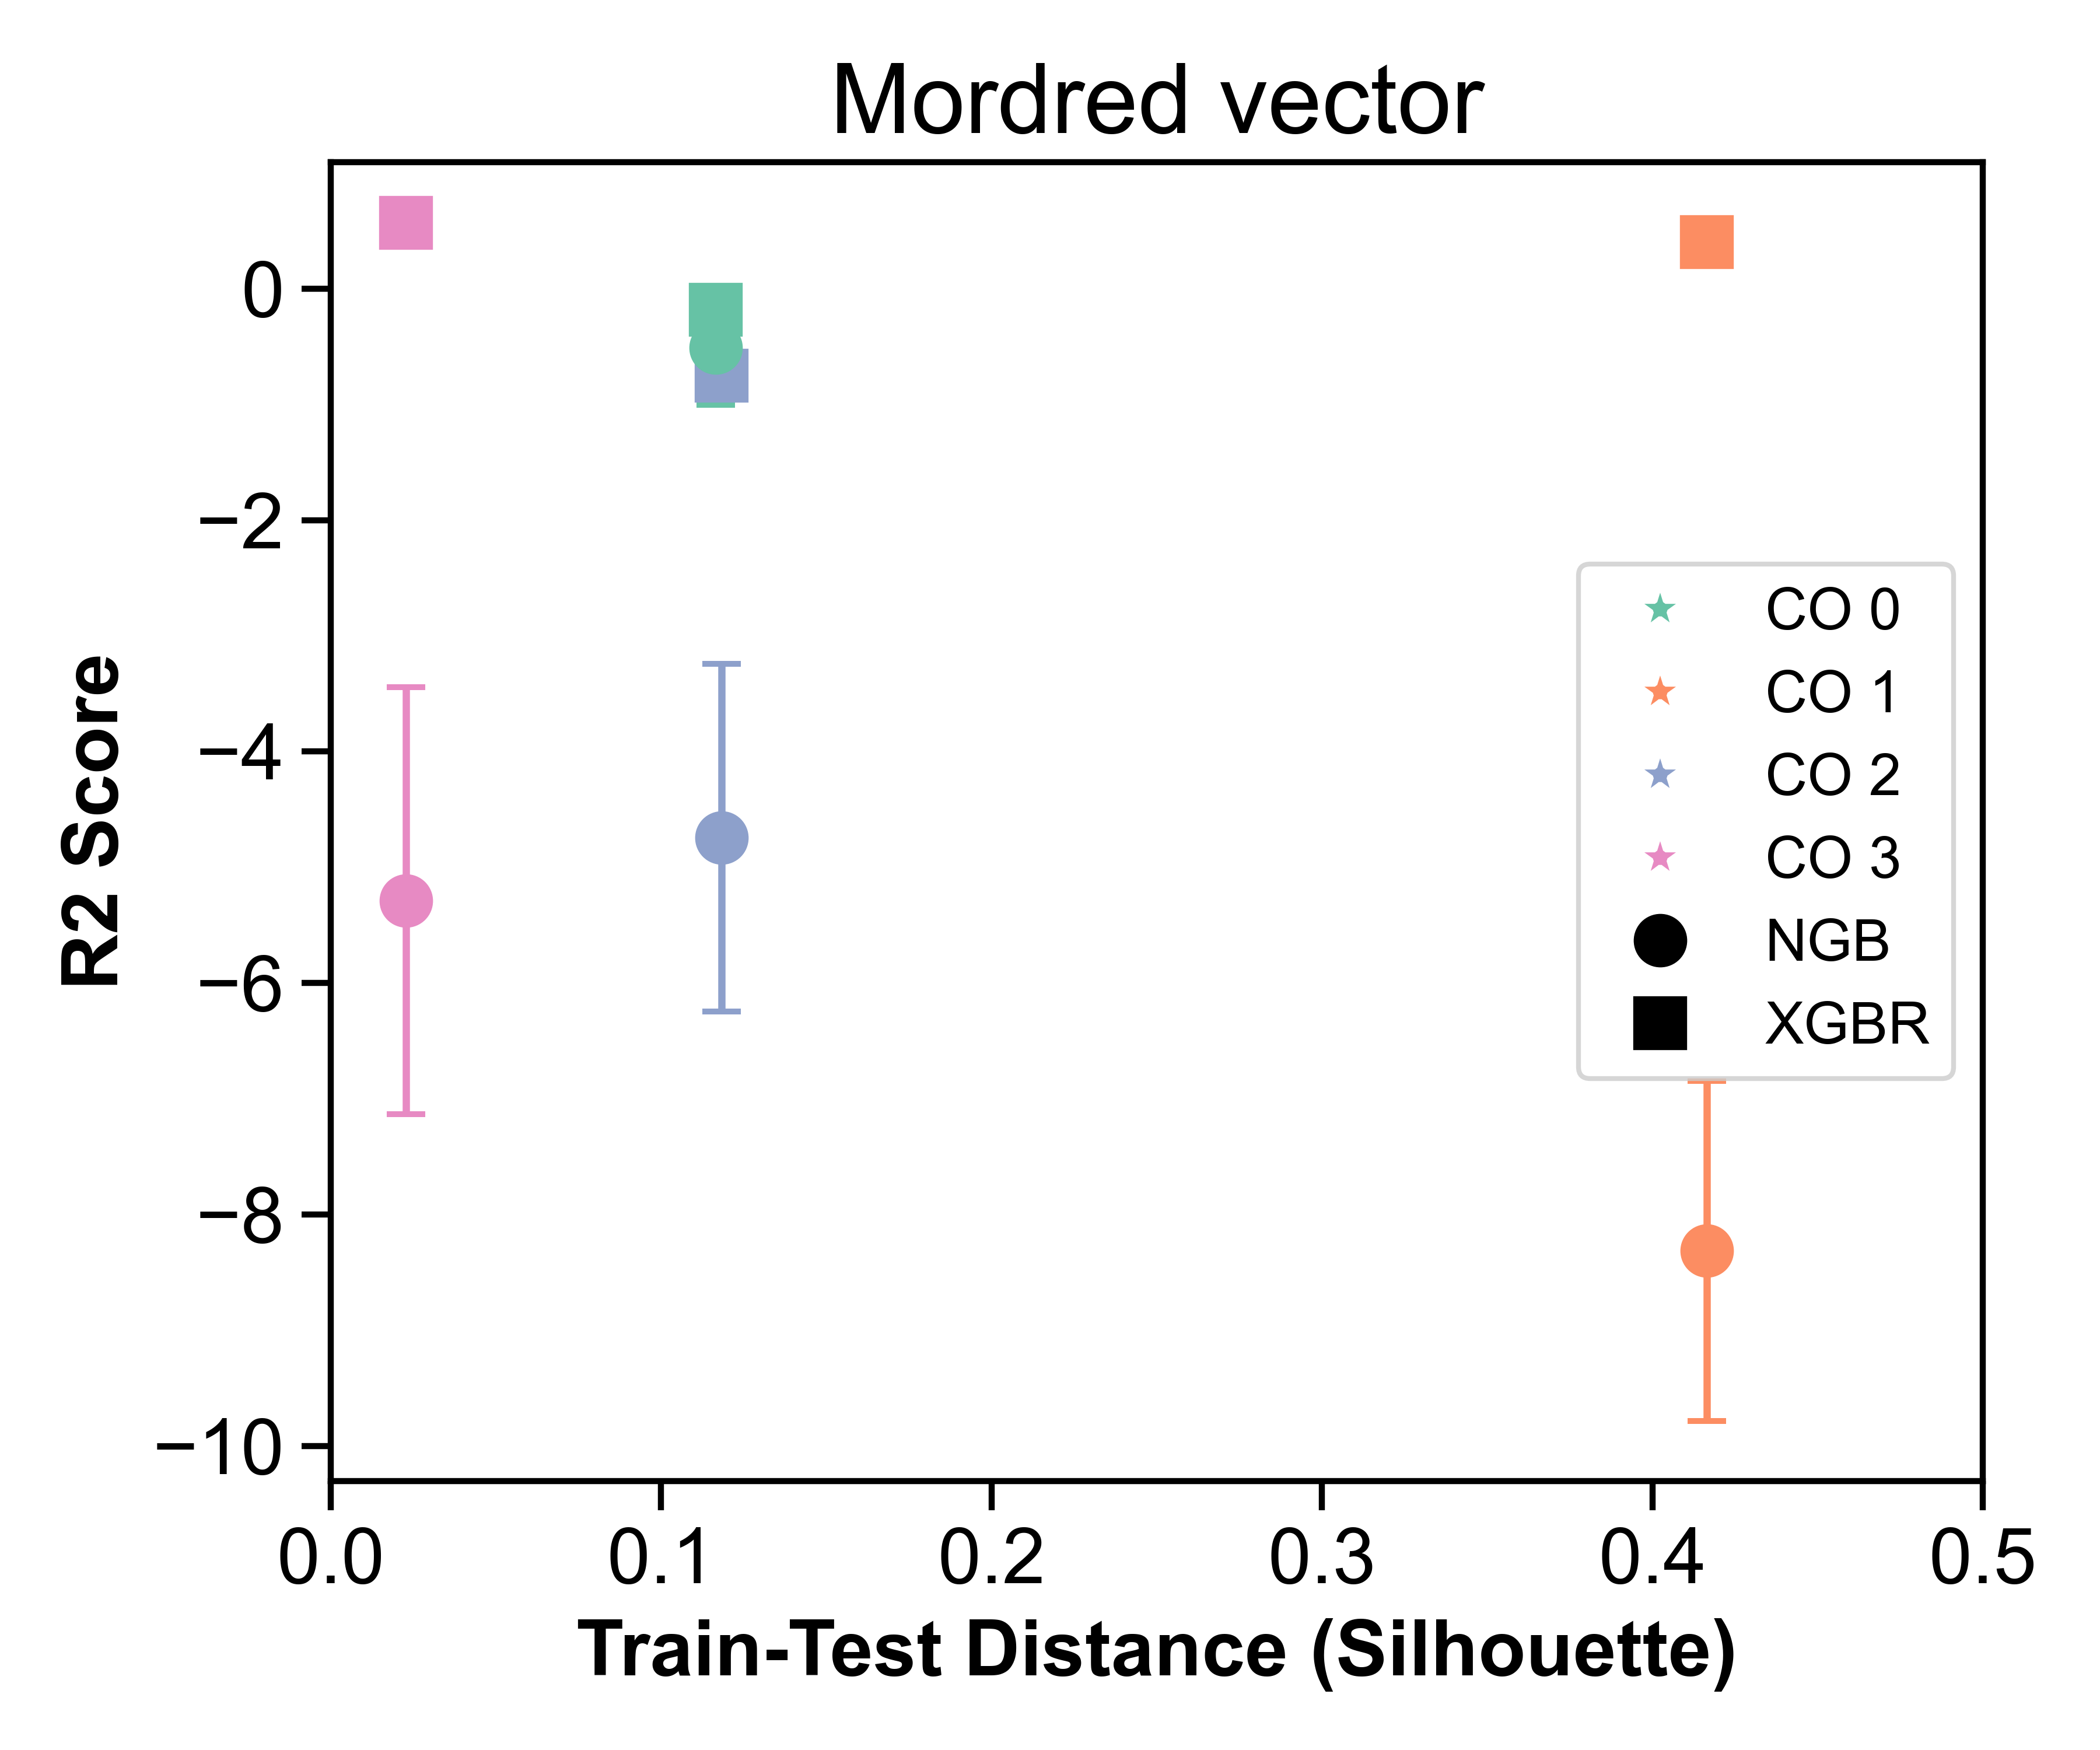 Mordred vector
R2 Score
0
−2
−4
−6
−8
−10
CO 0
CO 1
CO 2
CO 3
NGB
XGBR
0.0 0.1 0.2 0.3 0.4 0.5
Train-Test Distance (Silhouette)